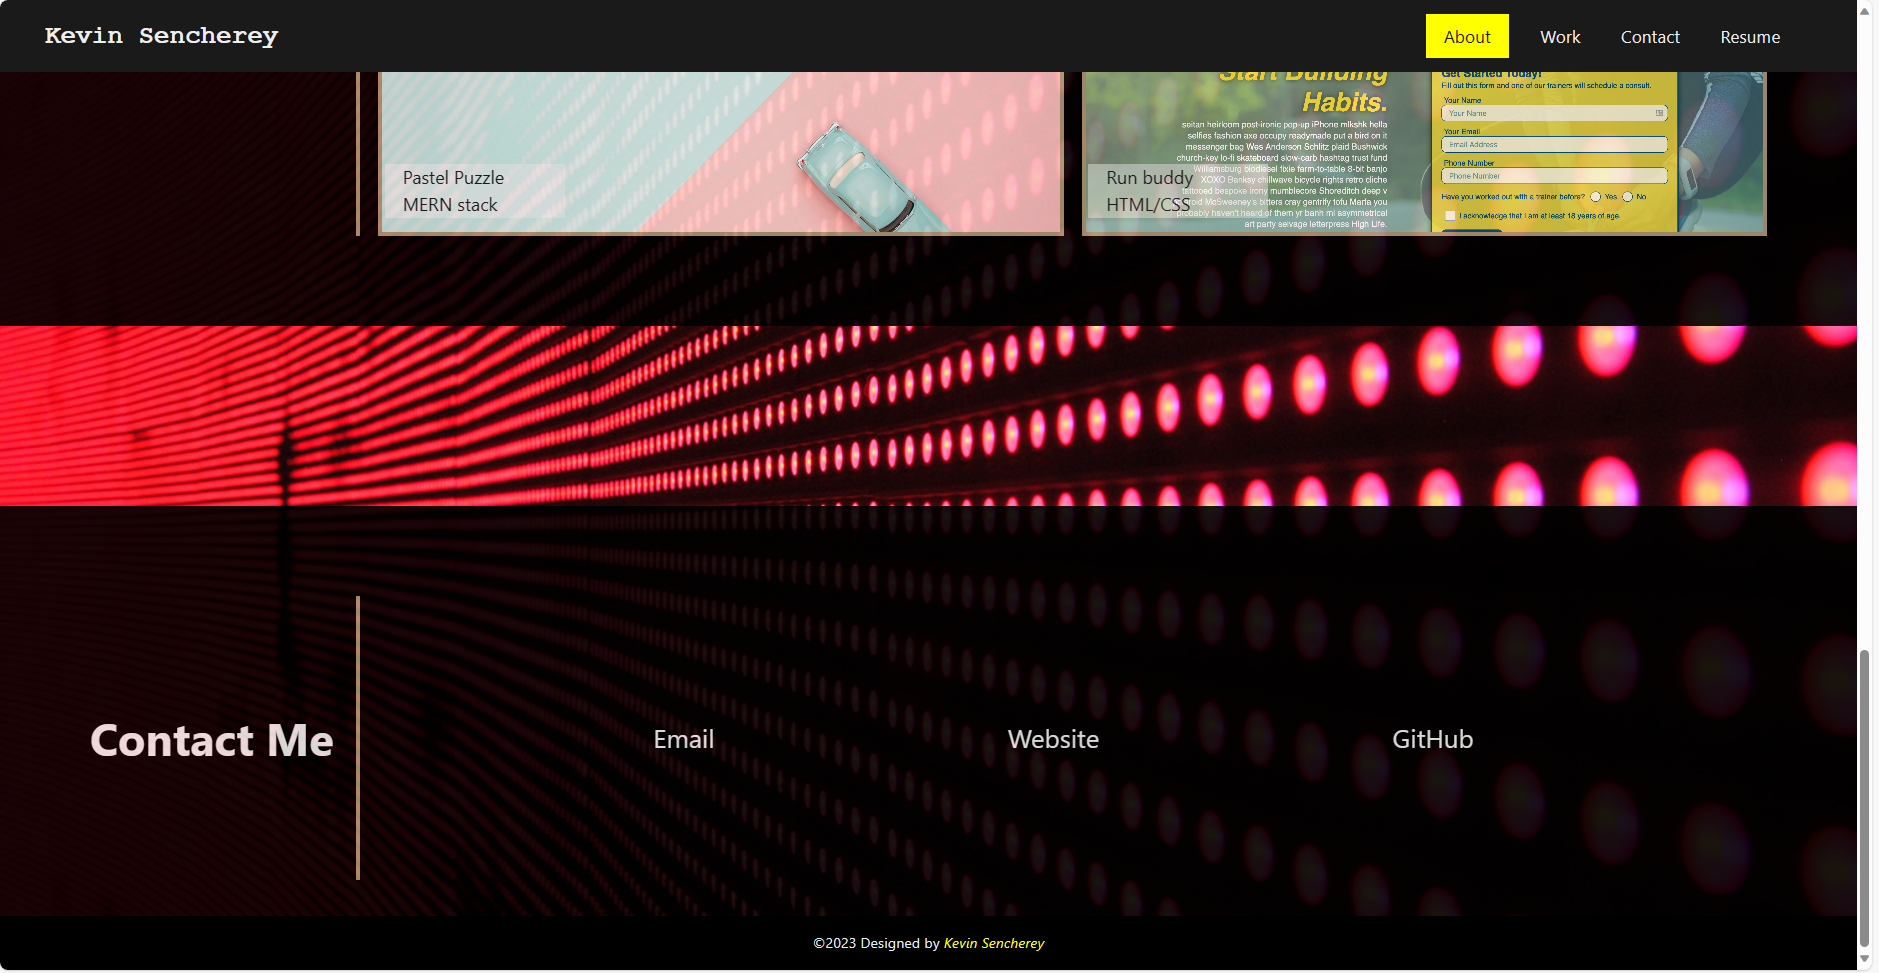 Kevin Sencherey
About
Work
Contact
Resume
Pastel Puzzle
MERN stack
Start Building
Habits.
seitan heirloom post-ironic pop-up iPhone mlkshk hella
selfies fashion axe occupy readymade put a bird on it
messenger bag Wes Anderson Schlitz plaid Bushwick
church-key lo-fi skateboard slow-carb hashtag trust fund
Williamsburg biodiesel tixie farm-to-table 8-bit banjo
XOXO Banksy chillwave bicycle rights retro cliche
tattooed bespoke irony mumblecore Shoreditch deep v
McSweeney's bitters cray gentrify tofu Marfa you
probably haven't heard of them yr banh mi asymmetrical
art party selvage letterpress High Life.
Run buddy
HTML/CSS
Get Started Today!
Fill out this form and one of our trainers will schedule a consult.
Your Name
Your Name
Your Email
Email Address
Phone Number
Phone Number
Have you worked out with a trainer before? Yes No
I acknowledge that I am at least 18 years of age.
Contact Me
Email
Website
GitHub
©2023 Designed by Kevin Sencherey